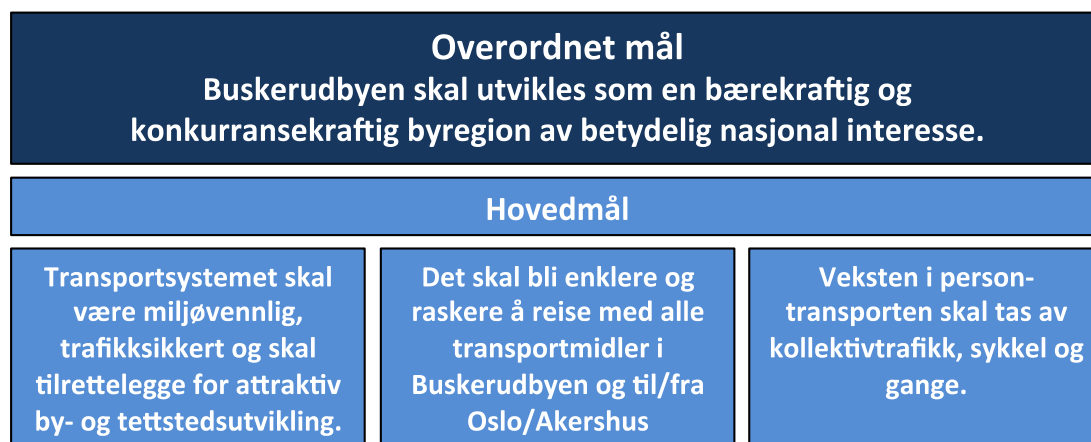 Overordnet mål
Buskerudbyen skal utvikles som en bærekraftig og
konkurransekraftig byregion av betydelig nasjonal interesse.
Hovedmål
Transportsystemet skal
være miljøvennlig,
trafikksikkert og skal
tilrettelegge for attraktiv
by- og tettstedsutvikling.
Det skal bli enklere og
raskere å reise med alle
transportmidler i
Buskerudbyen og til/fra
Oslo/Akershus
Veksten i person-
transporten skal tas av
kollektivtrafikk, sykkel og
gange.